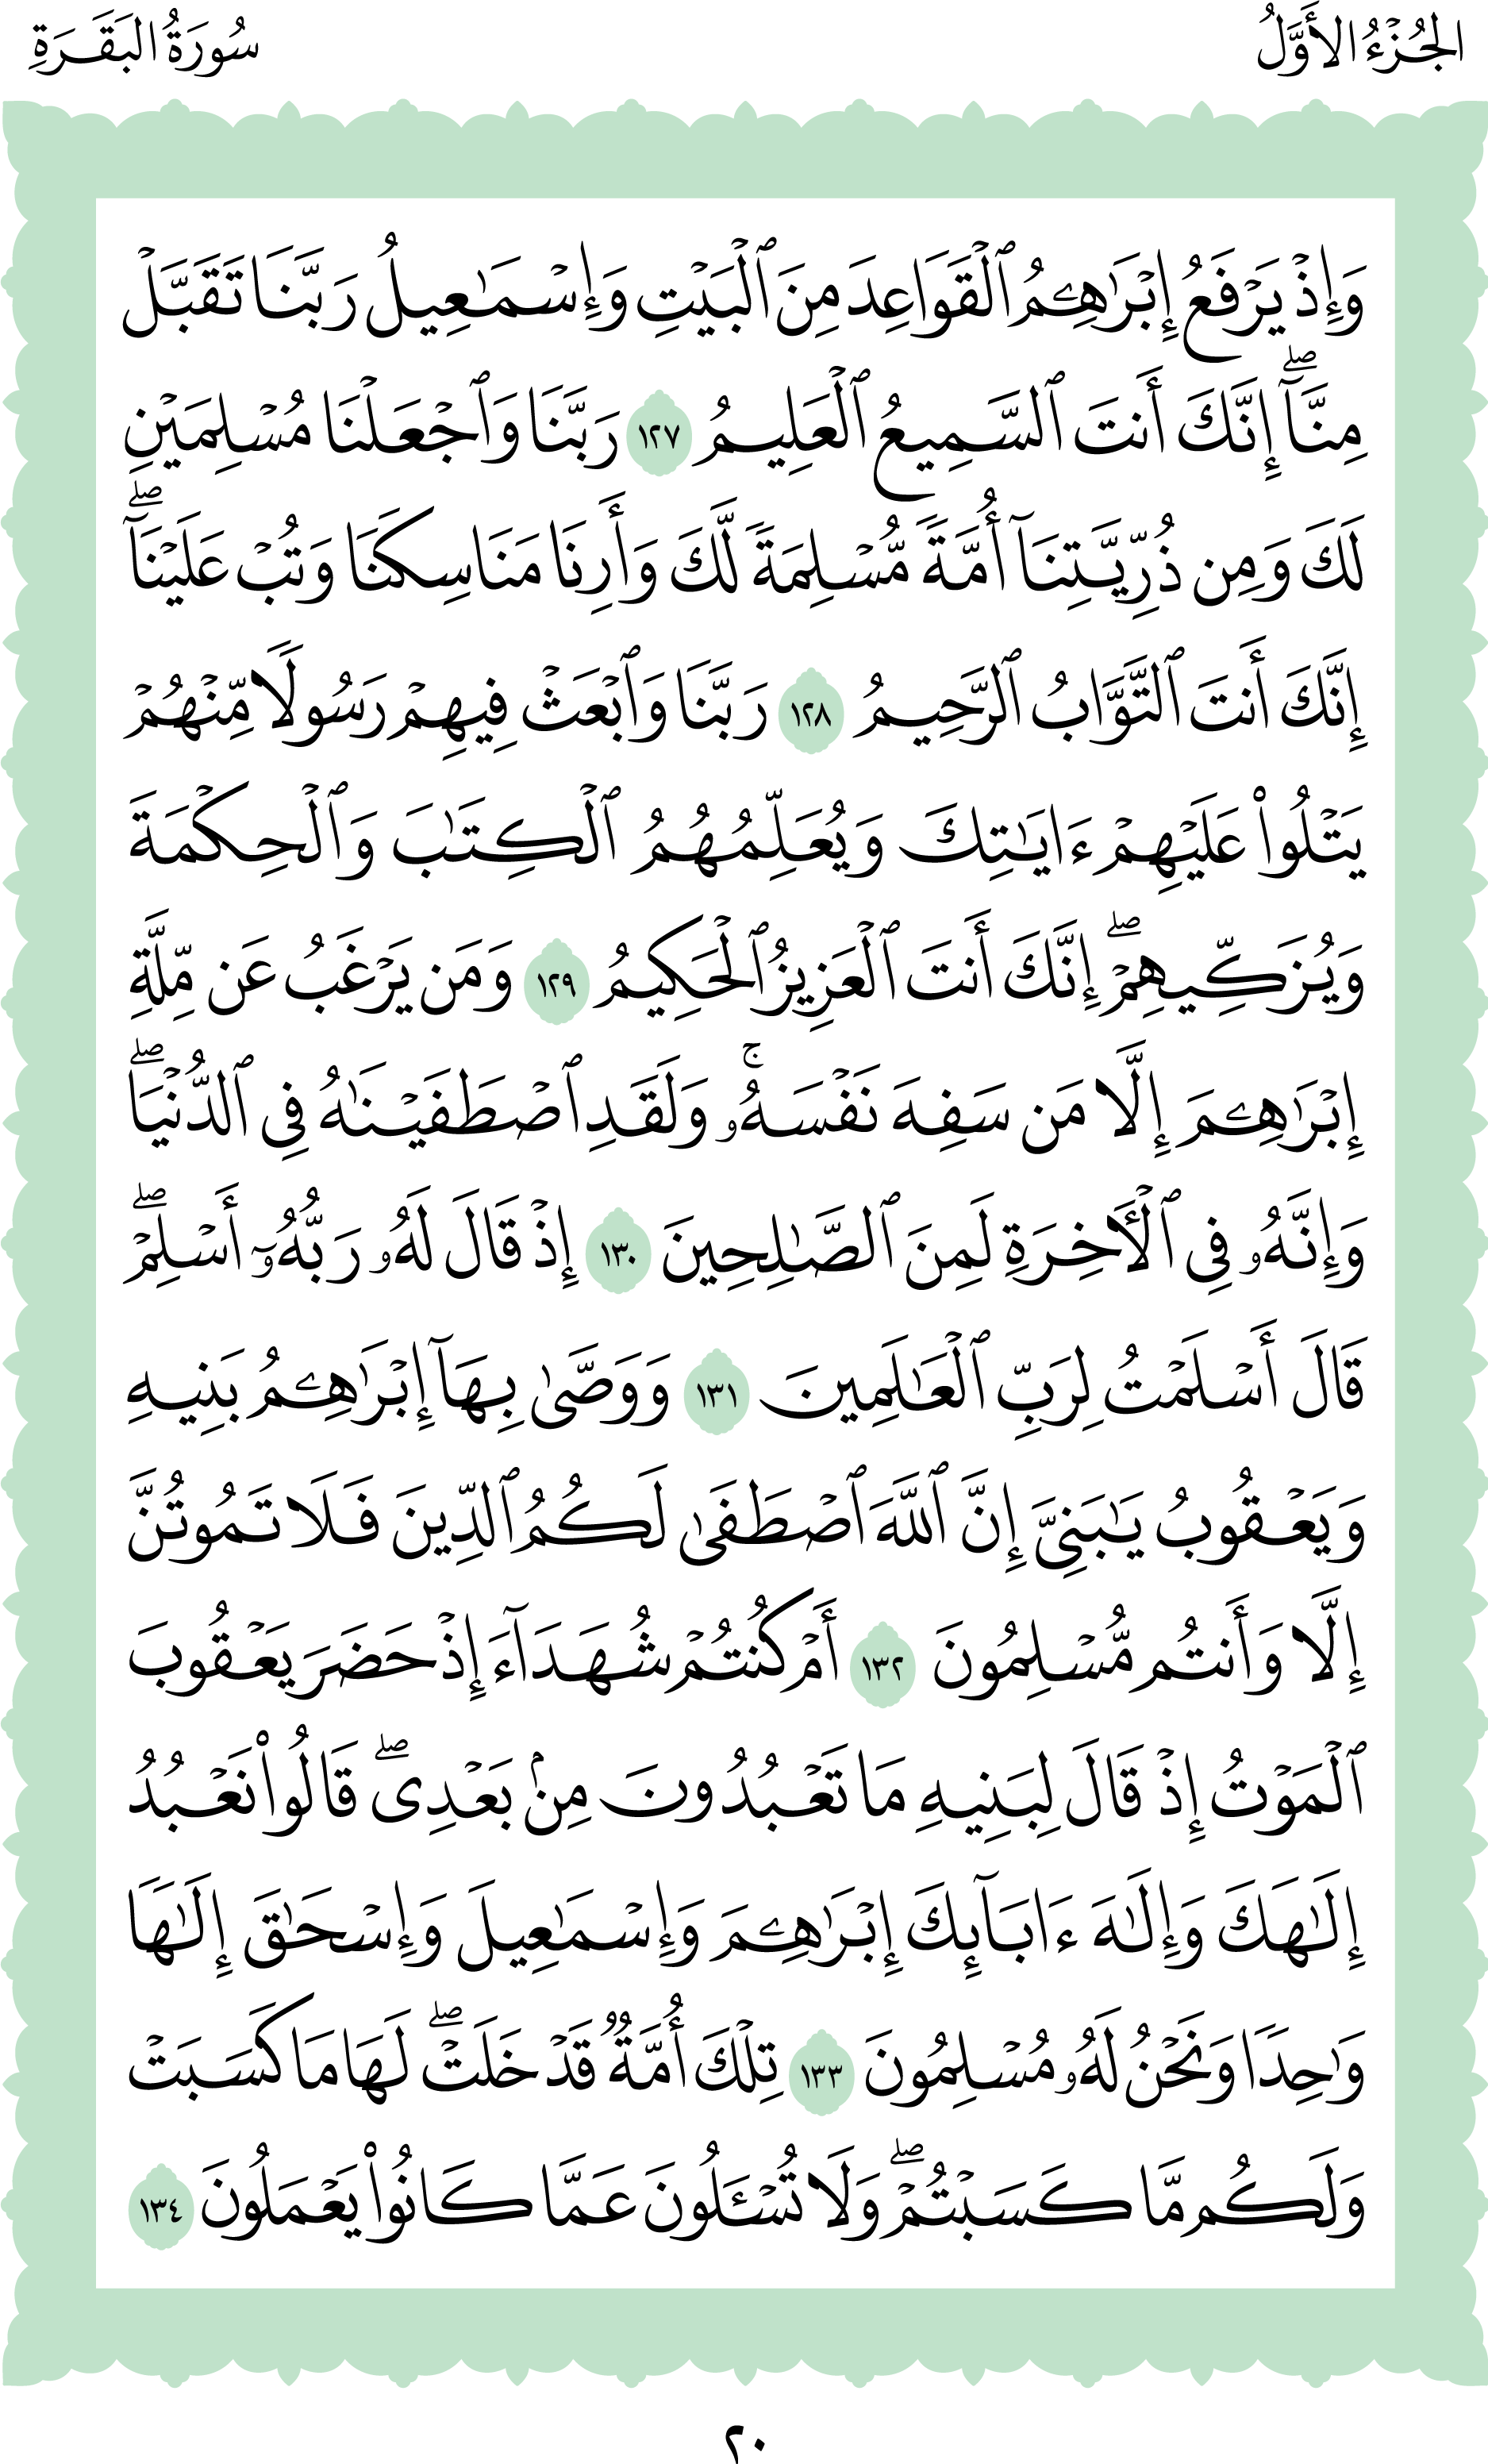 الجُزْءُ الأَوَّلُ
سُورَةُ البَقَرَةِ
وَإِذْ يَرْفَعُ إِبْرَٰهِـۧمُ ٱلْقَوَاعِدَ مِنَ ٱلْبَيْتِ وَإِسْمَـٰعِيلُ رَبَّنَا تَقَبَّلْ
مِنَّآ ۖ إِنَّكَ أَنتَ ٱلسَّمِيعُ ٱلْعَلِيمُ ١٢٧ رَبَّنَا وَٱجْعَلْنَا مُسْلِمَيْنِ
لَكَ وَمِن ذُرِّيَّتِنَآ أُمَّةً مُّسْلِمَةً لَّكَ وَأَرِنَا مَنَاسِكَنَا وَتُبْ عَلَيْنَآ ۖ
إِنَّكَ أَنتَ ٱلتَّوَّابُ ٱلرَّحِيمُ ١٢٨ رَبَّنَا وَٱبْعَثْ فِيهِمْ رَسُولًا مِّنْهُمْ
يَتْلُوا۟ عَلَيْهِمْ ءَايَـٰتِكَ وَيُعَلِّمُهُمُ ٱلْكِتَـٰبَ وَٱلْحِكْمَةَ
وَيُزَكِّيهِمْ ۖ إِنَّكَ أَنتَ ٱلْعَزِيزُ ٱلْحَكِيمُ ١٢٩ وَمَن يَرْغَبُ عَن مِّلَّةِ
إِبْرَٰهِـۧمَ إِلَّا مَن سَفِهَ نَفْسَهُۥ ۚ وَلَقَدِ ٱصْطَفَيْنَـٰهُ فِى ٱلدُّنْيَا ۖ
وَإِنَّهُۥ فِى ٱلْـَٔاخِرَةِ لَمِنَ ٱلصَّـٰلِحِينَ ١٣٠ إِذْ قَالَ لَهُۥ رَبُّهُۥٓ أَسْلِمْ ۖ
قَالَ أَسْلَمْتُ لِرَبِّ ٱلْعَـٰلَمِينَ ١٣١ وَوَصَّىٰ بِهَآ إِبْرَٰهِـۧمُ بَنِيهِ
وَيَعْقُوبُ يَـٰبَنِىَّ إِنَّ ٱللَّهَ ٱصْطَفَىٰ لَكُمُ ٱلدِّينَ فَلَا تَمُوتُنَّ
إِلَّا وَأَنتُم مُّسْلِمُونَ ١٣٢ أَمْ كُنتُمْ شُهَدَآءَ إِذْ حَضَرَ يَعْقُوبَ
ٱلْمَوْتُ إِذْ قَالَ لِبَنِيهِ مَا تَعْبُدُونَ مِنۢ بَعْدِى ۖ قَالُوا۟ نَعْبُدُ
إِلَـٰهَكَ وَإِلَـٰهَ ءَابَآئِكَ إِبْرَٰهِـۧمَ وَإِسْمَـٰعِيلَ وَإِسْحَـٰقَ إِلَـٰهًا
وَٰحِدًا وَنَحْنُ لَهُۥ مُسْلِمُونَ ١٣٣ تِلْكَ أُمَّةٌ قَدْ خَلَتْ ۖ لَهَا مَا كَسَبَتْ
وَلَكُم مَّا كَسَبْتُمْ ۖ وَلَا تُسْـَٔلُونَ عَمَّا كَانُوا۟ يَعْمَلُونَ ١٣٤
٢٠